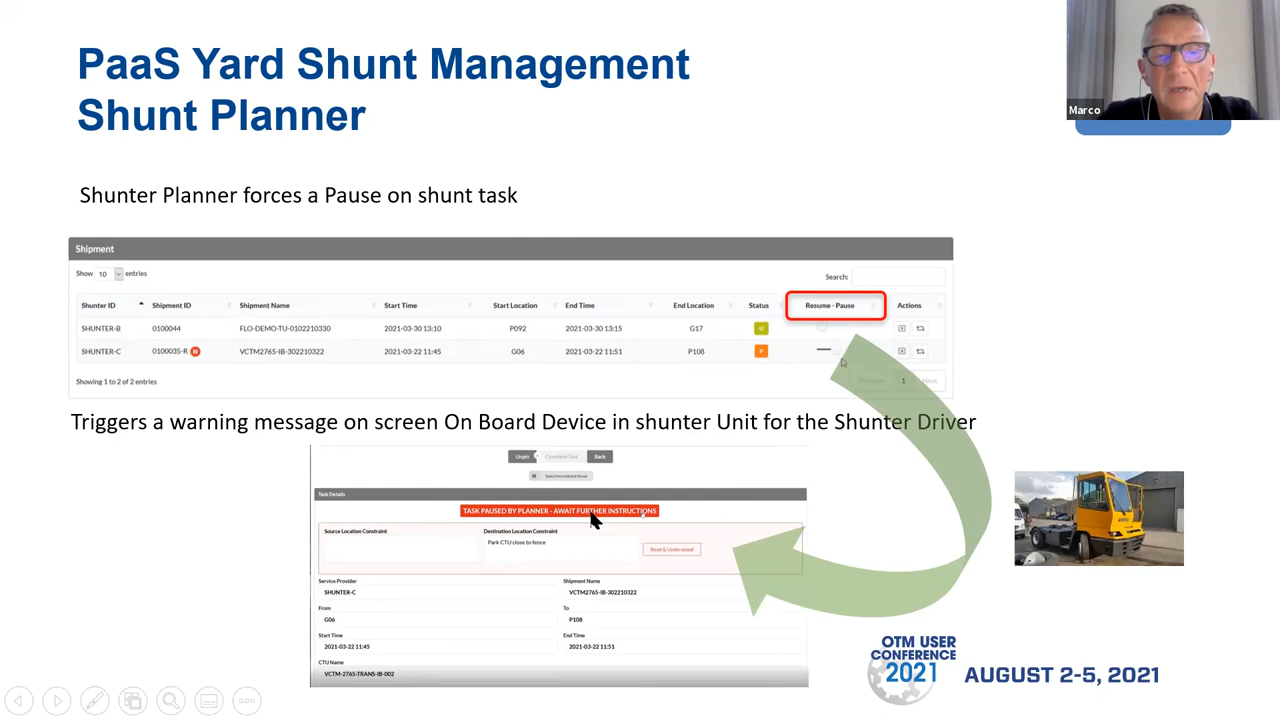 PaaS Yard Shunt Management
Shunt Planner
Marco
Shunter Planner forces a Pause on shunt task
Shipment
Show 10 entries
Search:
Shunter ID Shipment ID Shipment Name Start Time Start Location End Time End Location Status Resume - Pause Actions
SHUNTER-B 0100044 FLO-DEMO-TU-0102210330 2021-03-30 13:10 P092 2021-03-30 13:15 G17 U
SHUNTER-C 0100035-R VCTM2765-IB-302210322 2021-03-22 11:45 G06 2021-03-22 11:51 P108 P
Showing 1 to 2 of 2 entries
Previous 1 Next
Triggers a warning message on screen On Board Device in shunter Unit for the Shunter Driver
Unpin Complete Task Back
Task Details
TASK PAUSED BY PLANNER - AWAIT FURTHER INSTRUCTIONS
Source Location Constraint Destination Location Constraint
Park CTU close to fence
Read & Understood
Service Provider Shipment Name
SHUNTER-C VCTM2765-IB-302210322
From To
G06 P108
Start Time End Time
2021-03-22 11:45 2021-03-22 11:51
CTU Name
VCTM-2765-TRANS-IB-002
OTM USER
CONFERENCE
2021
AUGUST 2-5, 2021